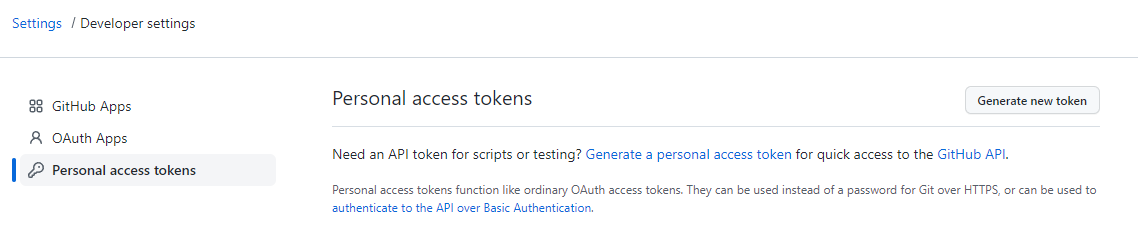 Settings / Developer settings
GitHub Apps
OAuth Apps
Personal access tokens
Personal access tokens
Generate new token
Need an API token for scripts or testing? Generate a personal access token for quick access to the GitHub API.
Personal access tokens function like ordinary OAuth access tokens. They can be used instead of a password for Git over HTTPS, or can be used to
authenticate to the API over Basic Authentication.